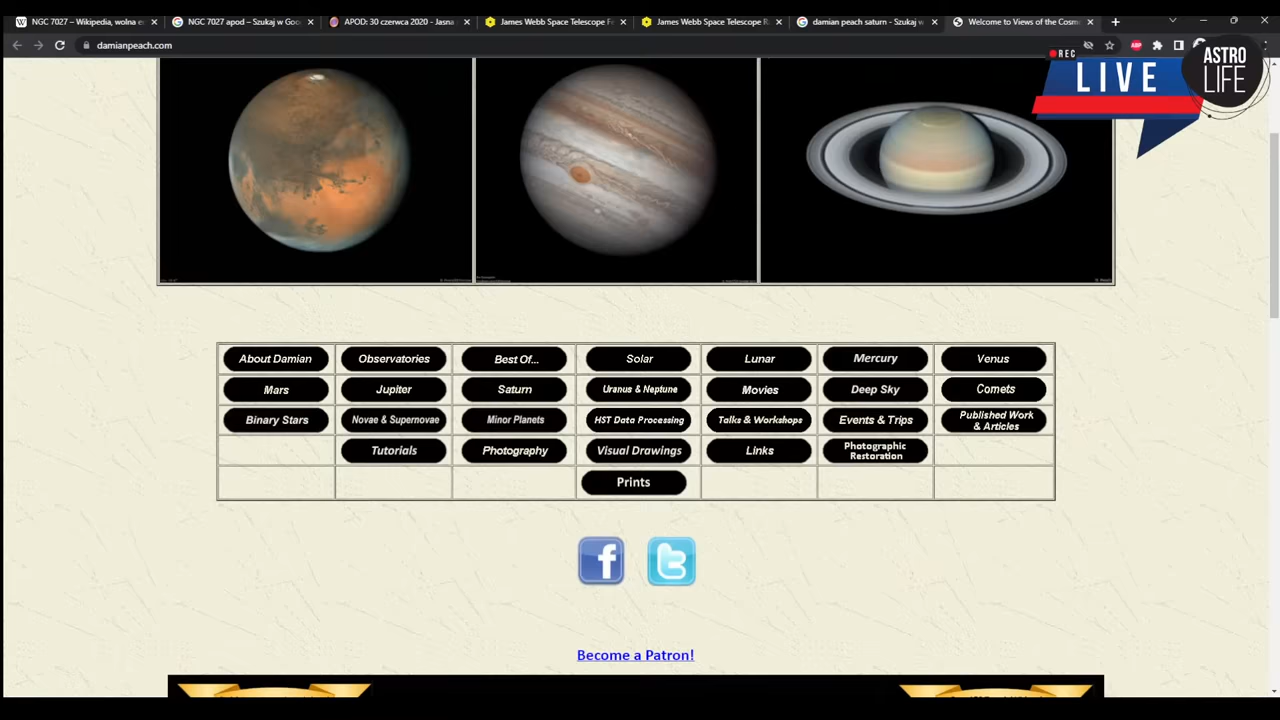 NGC 7027 – Wikipedia, wolna e
NGC 7027 apod – Szukaj w Goo
APOD: 30 czerwca 2020 - Jasna
James Webb Space Telescope Fe
James Webb Space Telescope R
damian peach saturn - Szukaj w
Welcome to Views of the Cosm
damianpeach.com
ABP
REC
LIVE
ASTRO
LIFE
About Damian
Observatories
Best Of...
Solar
Lunar
Mercury
Venus
Mars
Jupiter
Saturn
Uranus & Neptune
Movies
Deep Sky
Comets
Binary Stars
Novae & Supernovae
Minor Planets
HST Data Processing
Talks & Workshops
Events & Trips
Published Work
& Articles
Tutorials
Photography
Visual Drawings
Links
Photographic
Restoration
Prints
Become a Patron!